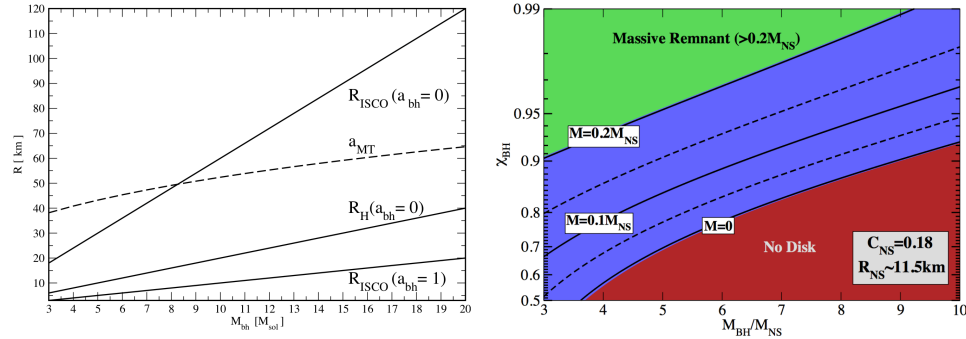 120
110
100
90
80
70
60
50
40
30
20
10
R [ km]
R_ISCO (a_bh = 0)
a_MT
R_H (a_bh = 0)
R_ISCO (a_bh = 1)
3 4 5 6 7 8 9 10 11 12 13 14 15 16 17 18 19 20
M_bh [M_sol]
0.99
0.95
0.9
0.8
0.7
0.6
0.5
χ_BH
Massive Remnant (>0.2M_NS)
M=0.2M_NS
M=0.1M_NS
M=0
No Disk
C_NS=0.18
R_NS~11.5km
3 4 5 6 7 8 9 10
M_BH/M_NS